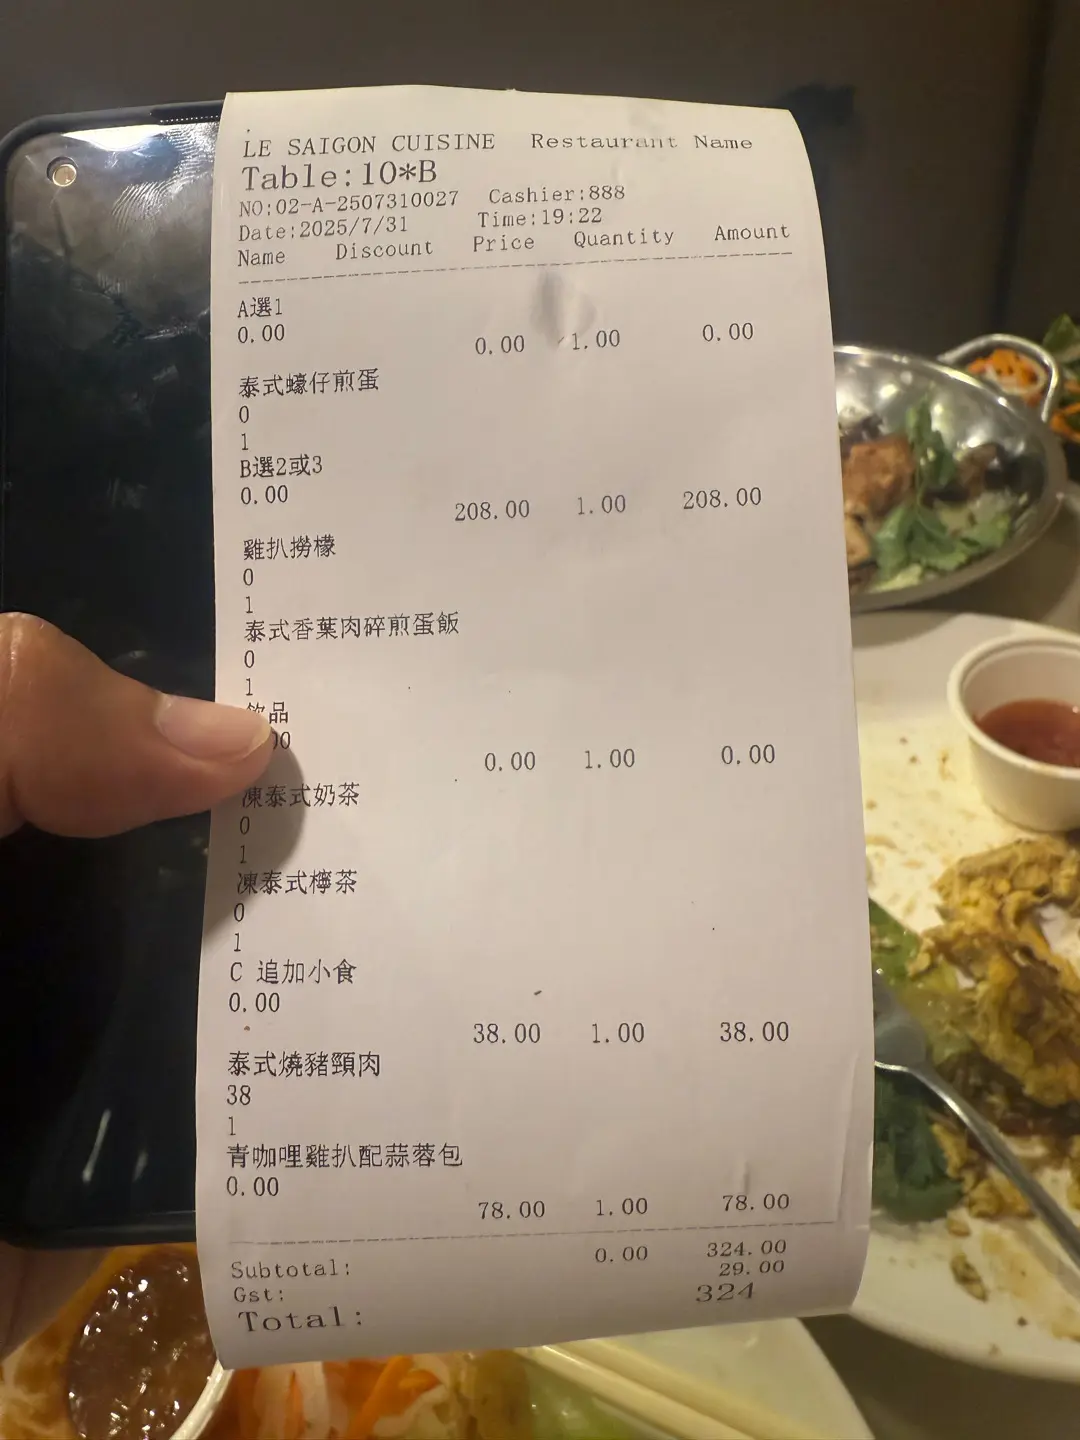 LE SAIGON CUISINE Restaurant Name
Table:10*B
NO:02-A-2507310027 Cashier:888
Date:2025/7/31 Time:19:22
Name Discount Price Quantity Amount
A選1
0.00 0.00 1.00 0.00
泰式蠔仔煎蛋
0
1
B選2或3
0.00 208.00 1.00 208.00
雞扒撈檬
0
1
泰式香葉肉碎煎蛋飯
0
1
飲品
00 0.00 1.00 0.00
凍泰式奶茶
0
1
凍泰式檸茶
0
1
C 追加小食
0.00
38.00 1.00 38.00
泰式燒豬頸肉
38
1
青咖哩雞扒配蒜蓉包
0.00
78.00 1.00 78.00
Subtotal: 0.00 324.00
Gst: 29.00
Total: 324